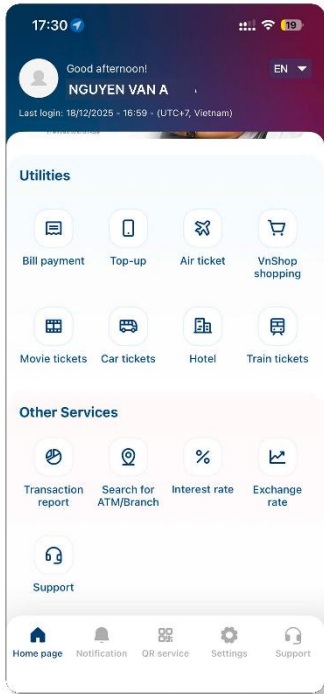 17:30
19
Good afternoon!
EN
NGUYEN VAN A
Last login: 18/12/2025 - 16:59 - (UTC+7, Vietnam)
Utilities
Bill payment Top-up Air ticket VnShop
shopping
Movie tickets Car tickets Hotel Train tickets
Other Services
Transaction Search for Interest rate Exchange
report ATM/Branch rate
Support
Home page Notification QR service Settings Support